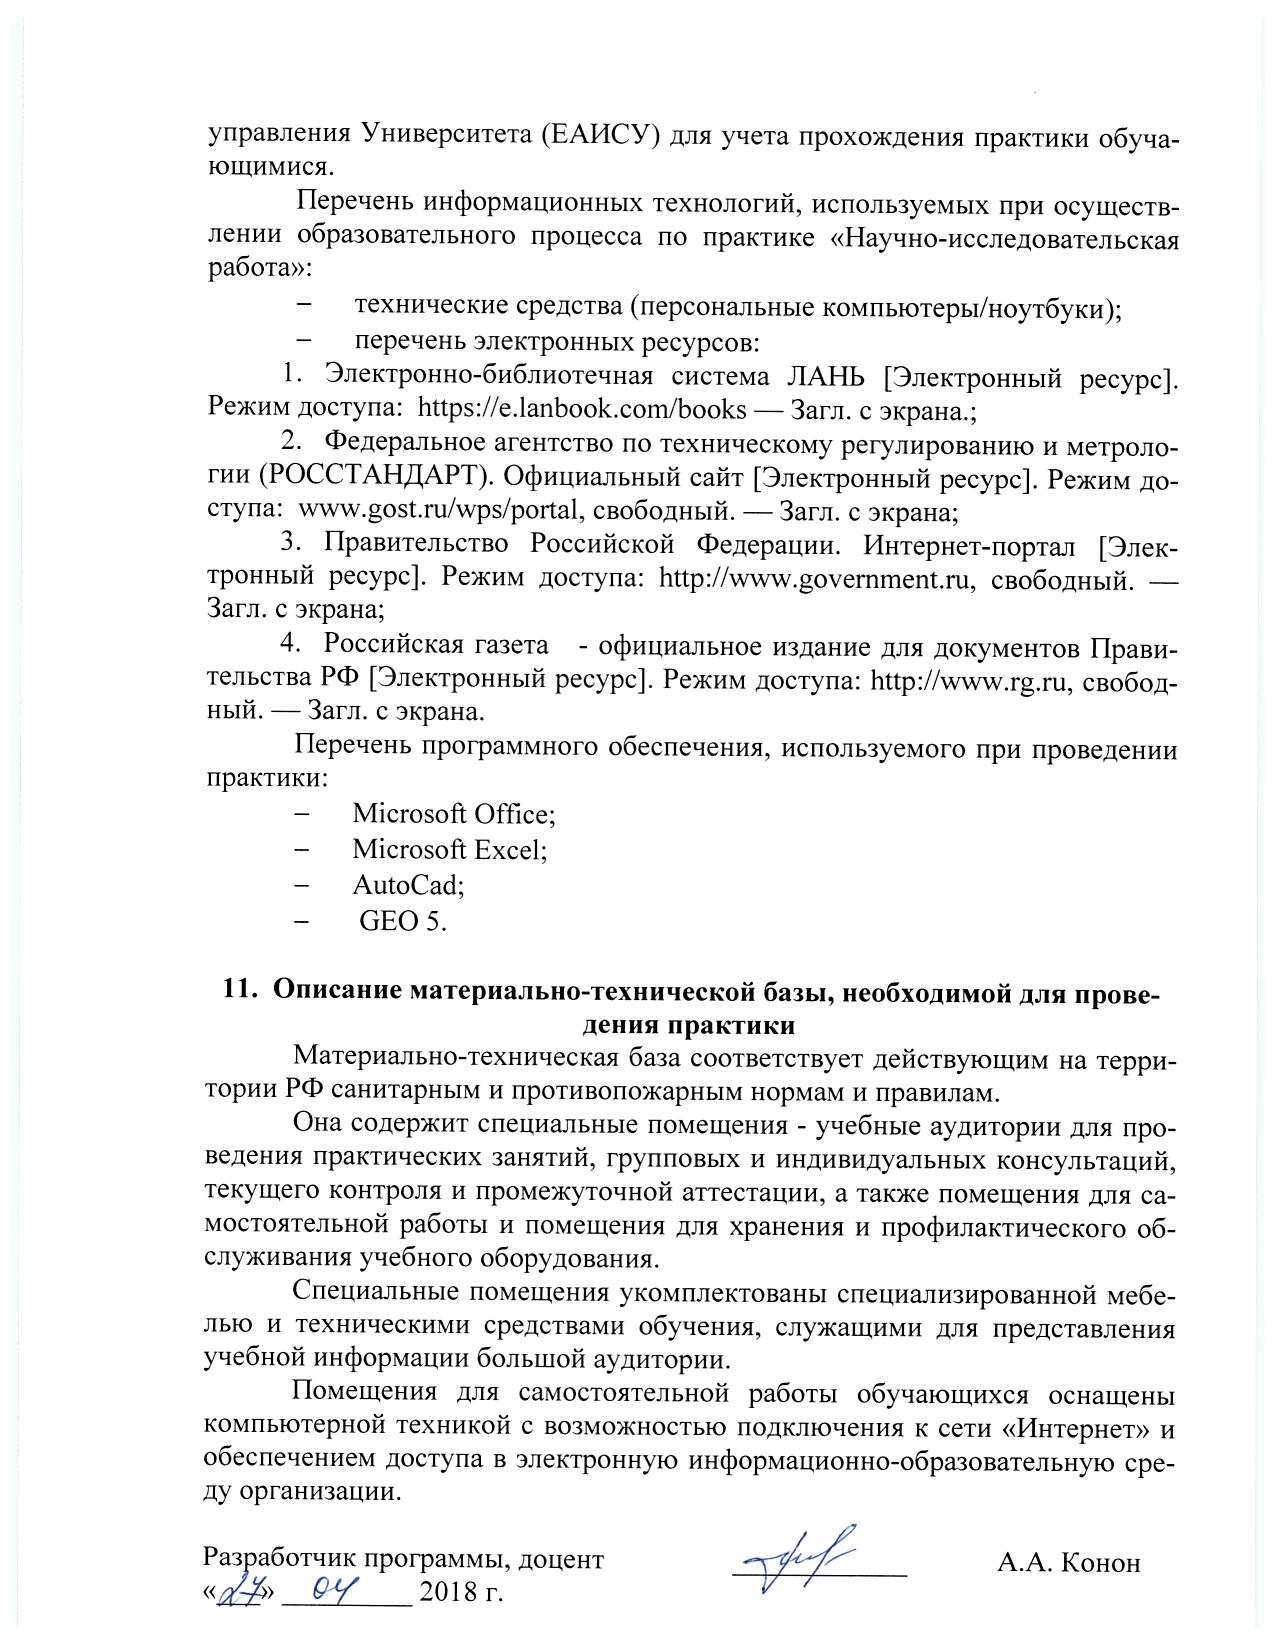 управления Университета (ЕАИСУ) для учета прохождения практики обуча-
ющимися.
Перечень информационных технологий, используемых при осуществ-
лении образовательного процесса по практике «Научно-исследовательская
работа»:
– технические средства (персональные компьютеры/ноутбуки);
– перечень электронных ресурсов:
1. Электронно-библиотечная система ЛАНЬ [Электронный ресурс].
Режим доступа: https://e.lanbook.com/books — Загл. с экрана.;
2. Федеральное агентство по техническому регулированию и метроло-
гии (РОССТАНДАРТ). Официальный сайт [Электронный ресурс]. Режим до-
ступа: www.gost.ru/wps/portal, свободный. — Загл. с экрана;
3. Правительство Российской Федерации. Интернет-портал [Элек-
тронный ресурс]. Режим доступа: http://www.government.ru, свободный. —
Загл. с экрана;
4. Российская газета - официальное издание для документов Прави-
тельства РФ [Электронный ресурс]. Режим доступа: http://www.rg.ru, свобод-
ный. — Загл. с экрана.
Перечень программного обеспечения, используемого при проведении
практики:
– Microsoft Office;
– Microsoft Excel;
– AutoCad;
– GEO 5.
11. Описание материально-технической базы, необходимой для прове-
дения практики
Материально-техническая база соответствует действующим на терри-
тории РФ санитарным и противопожарным нормам и правилам.
Она содержит специальные помещения - учебные аудитории для про-
ведения практических занятий, групповых и индивидуальных консультаций,
текущего контроля и промежуточной аттестации, а также помещения для са-
мостоятельной работы и помещения для хранения и профилактического об-
служивания учебного оборудования.
Специальные помещения укомплектованы специализированной мебе-
лью и техническими средствами обучения, служащими для представления
учебной информации большой аудитории.
Помещения для самостоятельной работы обучающихся оснащены
компьютерной техникой с возможностью подключения к сети «Интернет» и
обеспечением доступа в электронную информационно-образовательную сре-
ду организации.
Разработчик программы, доцент ____________ А.А. Конон
«27» 04 2018 г.